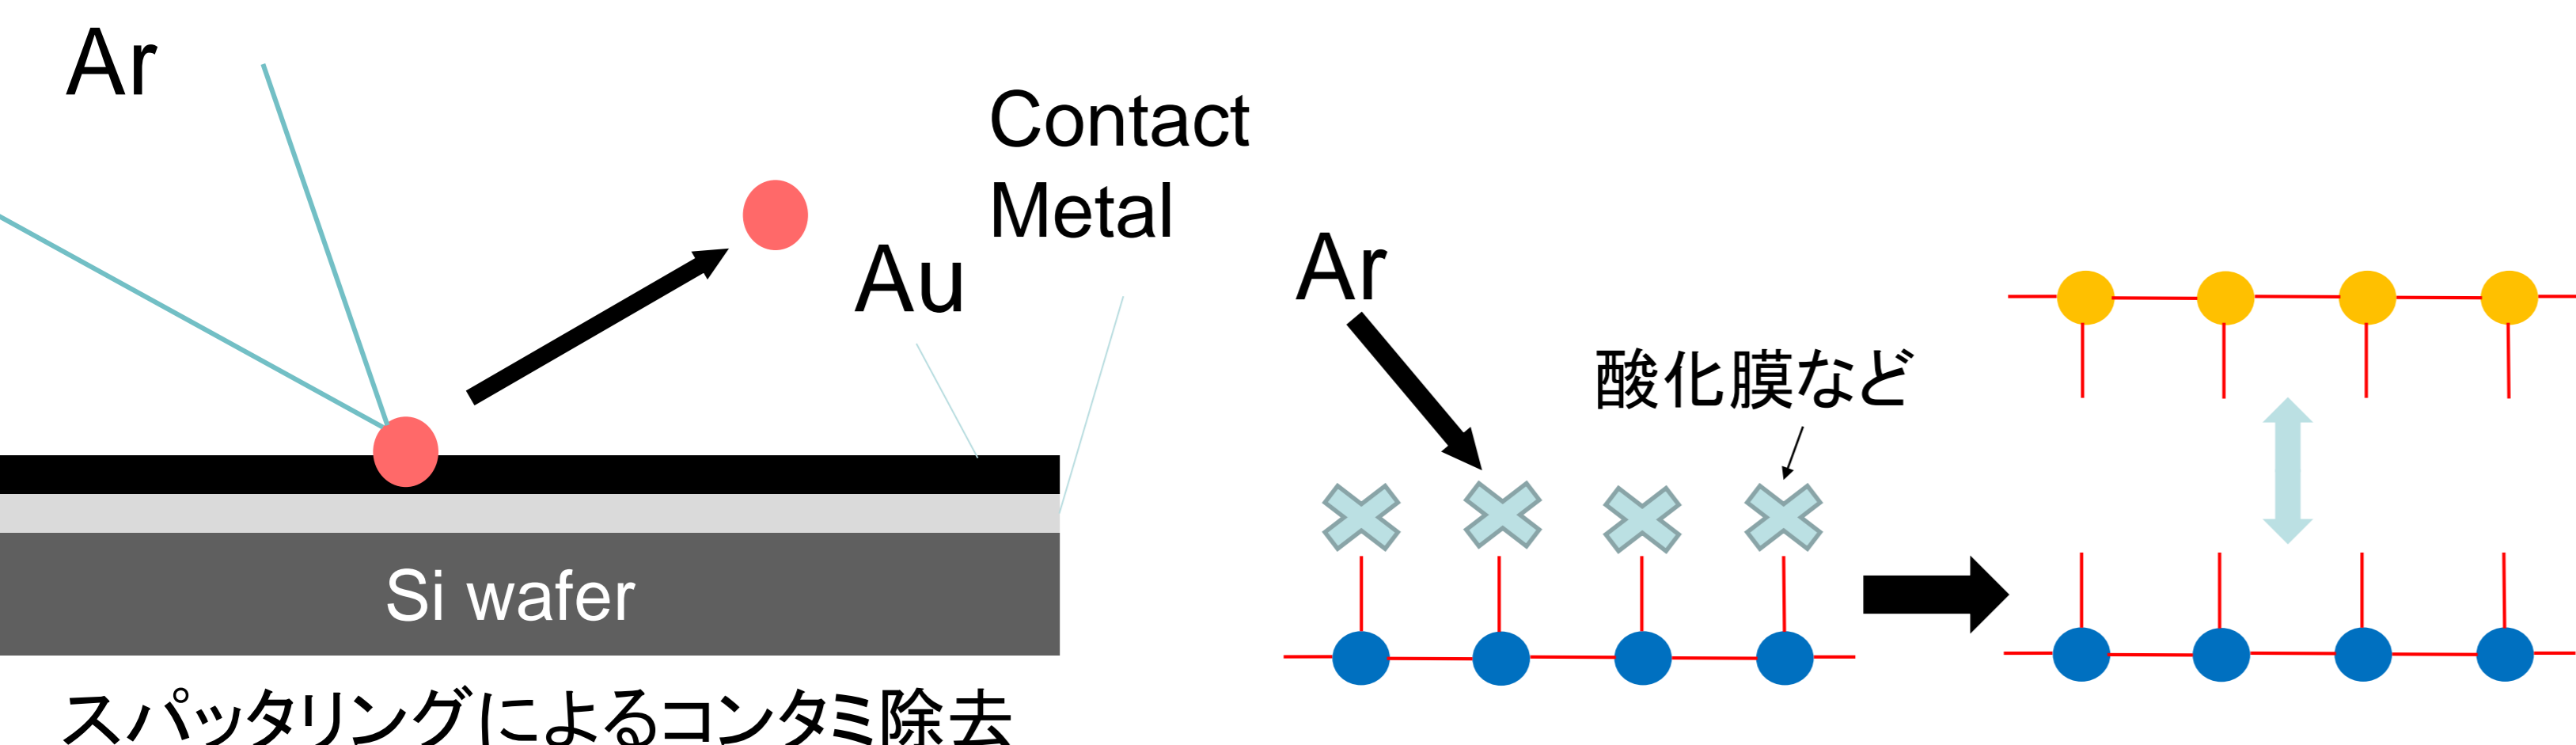 Ar
Contact
Metal
Au
Si wafer
スパッタリングによるコンタミ除去
Ar
酸化膜など